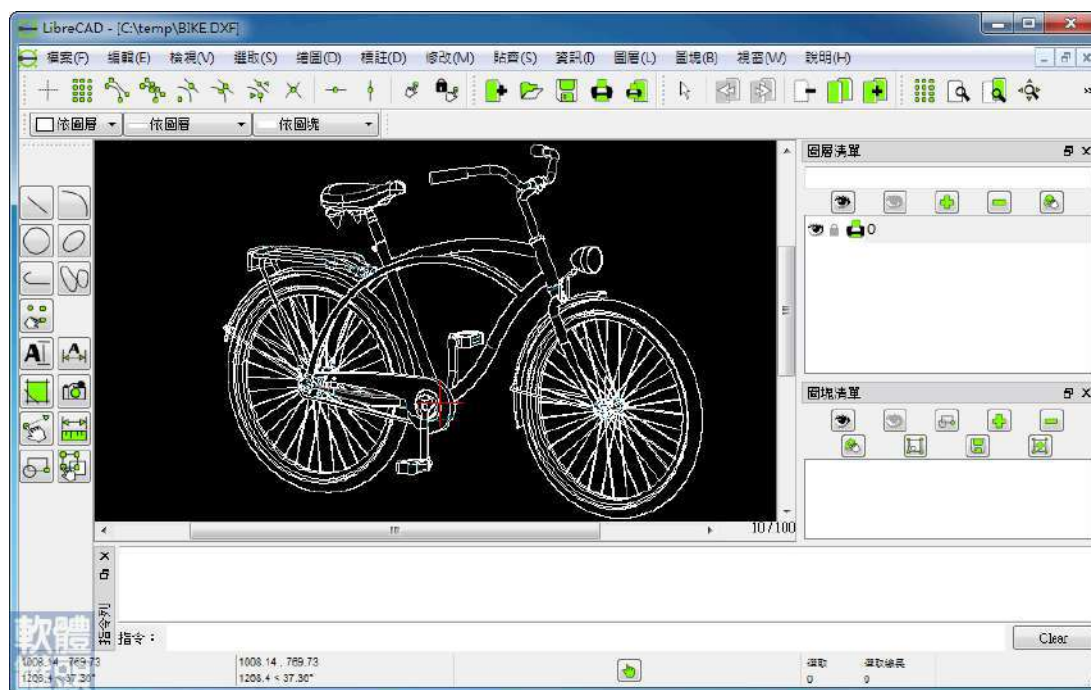 LibreCAD - [C:\temp\BIKE.DXF]
檔案(F) 編輯(E) 檢視(V) 選取(S) 繪圖(D) 標註(D) 修改(M) 貼齊(S) 資訊(I) 圖層(L) 圖塊(B) 視窗(W) 說明(H)
依圖層 依圖層 依圖塊
圖層清單
0
圖塊清單
10 / 100
指令列
指令：
Clear
1008.14 , 769.73
1208.4 < 37.30°
1008.14 , 769.73
1208.4 < 37.30°
選取 選取總長
0 0
軟體